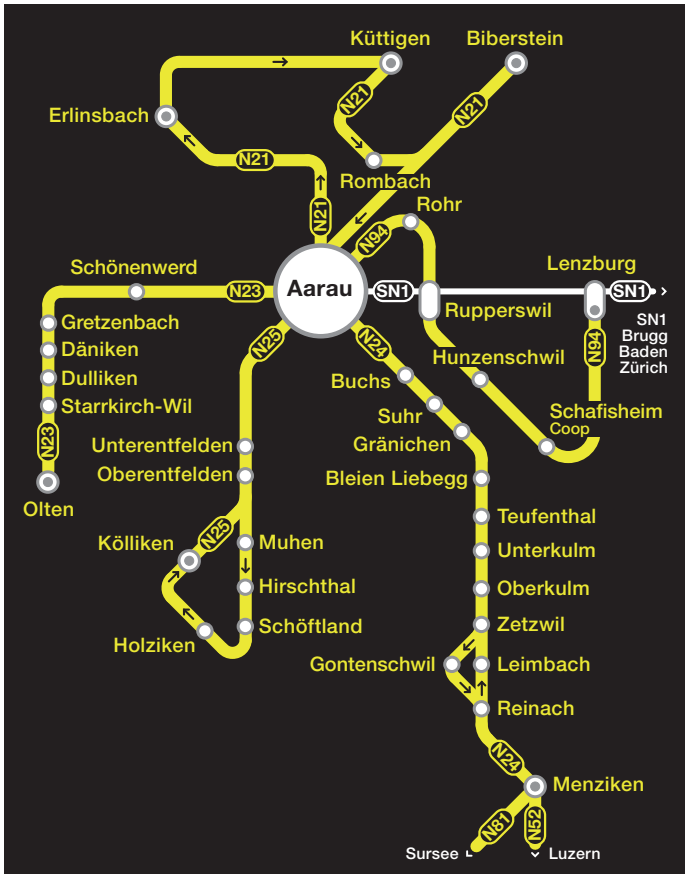 Küttigen
Biberstein
N21
N21
Erlinsbach
N21
Rombach
N21
Rohr
N94
Schönenwerd
N23
Aarau
SN1
Lenzburg
SN1
Rupperswil
SN1
Brugg
Baden
Zürich
Gretzenbach
Däniken
Dulliken
Starrkirch-Wil
N23
Olten
N25
N24
Hunzenschwil
N94
Buchs
Suhr
Gränichen
Schafisheim
Coop
Unterentfelden
Oberentfelden
Bleien Liebegg
Kölliken
N25
Muhen
Hirschthal
Holziken
Schöftland
Teufenthal
Unterkulm
Oberkulm
Zetzwil
Gontenschwil
Leimbach
Reinach
N24
Menziken
N81
N52
Sursee
Luzern